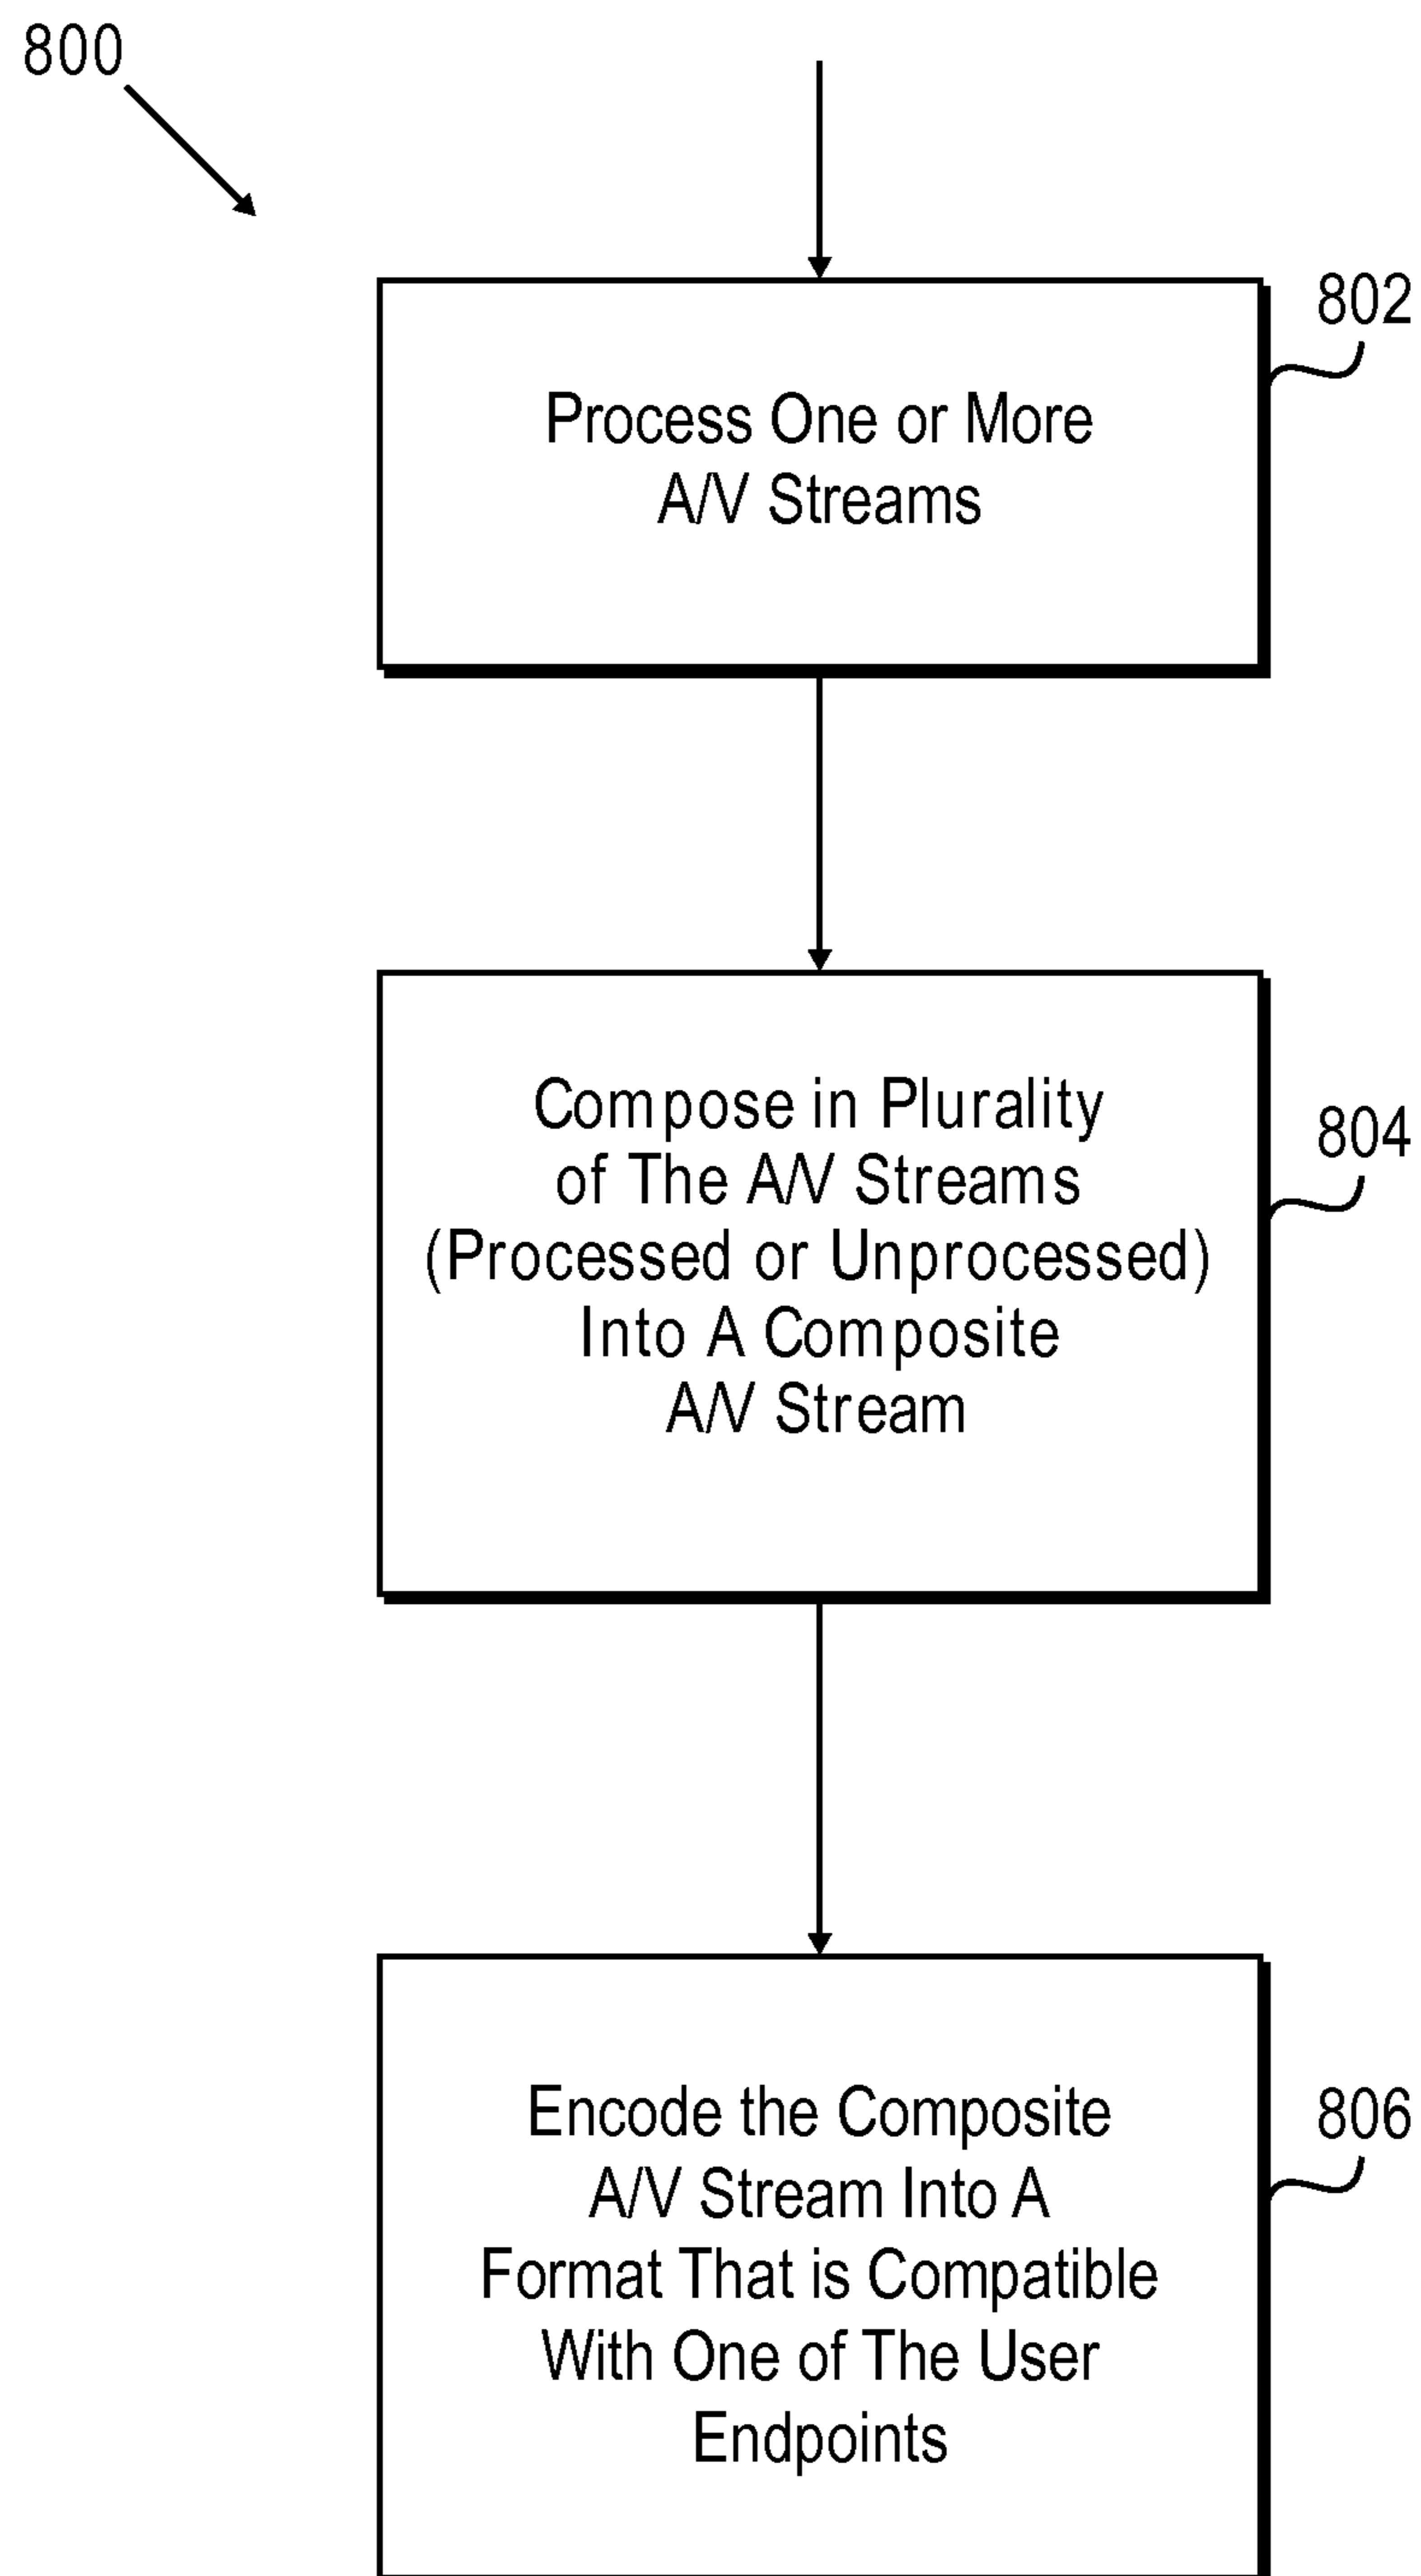 800
802
Process One or More
A/V Streams
Compose in Plurality
of The A/V Streams
(Processed or Unprocessed)
Into A Composite
A/V Stream
804
Encode the Composite
A/V Stream Into A
Format That is Compatible
With One of The User
Endpoints
806